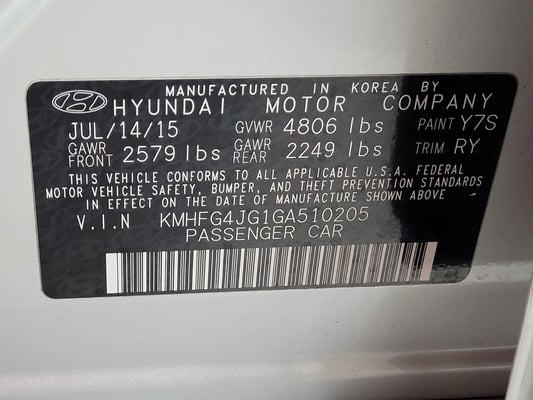 MANUFACTURED IN KOREA BY
HYUNDAI MOTOR COMPANY
JUL/14/15 GVWR 4806 lbs PAINT Y7S
GAWR FRONT 2579 lbs GAWR REAR 2249 lbs TRIM RY
THIS VEHICLE CONFORMS TO ALL APPLICABLE U.S.A. FEDERAL
MOTOR VEHICLE SAFETY, BUMPER, AND THEFT PREVENTION STANDARDS
IN EFFECT ON THE DATE OF MANUFACTURE SHOWN ABOVE.
V.I.N KMHFG4JG1GA510205
PASSENGER CAR